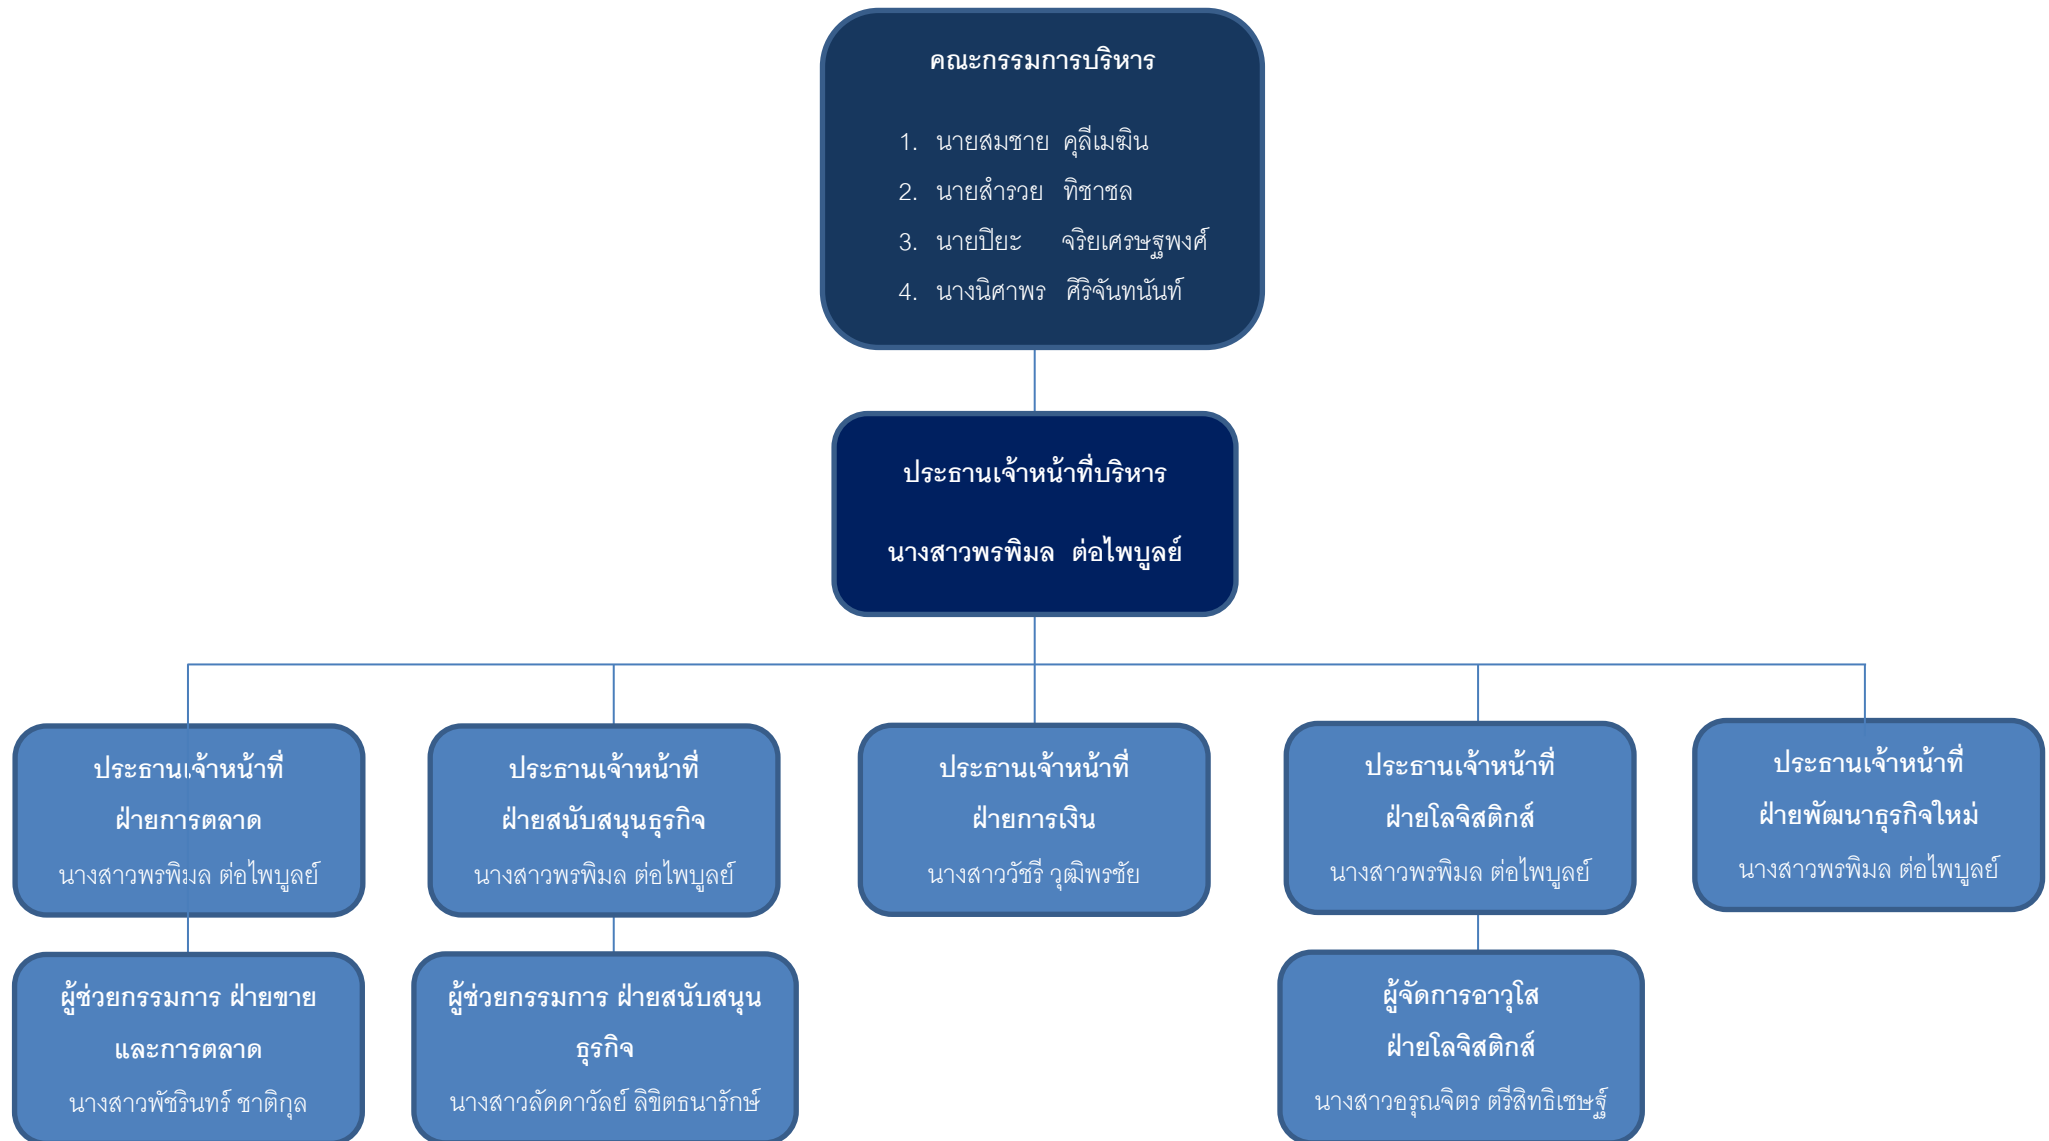 คณะกรรมการบริหาร
1. นายสมชาย คุลีเมฆิน
2. นายสำรวย ทิชาชล
3. นายปิยะ จริยเศรษฐพงศ์
4. นางนิศาพร ศิริจันทนันท์
ประธานเจ้าหน้าที่บริหาร
นางสาวพรพิมล ต่อไพบูลย์
ประธานเจ้าหน้าที่
ฝ่ายการตลาด
นางสาวพรพิมล ต่อไพบูลย์
ประธานเจ้าหน้าที่
ฝ่ายสนับสนุนธุรกิจ
นางสาวพรพิมล ต่อไพบูลย์
ประธานเจ้าหน้าที่
ฝ่ายการเงิน
นางสาววัชรี วุฒิพรชัย
ประธานเจ้าหน้าที่
ฝ่ายโลจิสติกส์
นางสาวพรพิมล ต่อไพบูลย์
ประธานเจ้าหน้าที่
ฝ่ายพัฒนาธุรกิจใหม่
นางสาวพรพิมล ต่อไพบูลย์
ผู้ช่วยกรรมการ ฝ่ายขาย
และการตลาด
นางสาวพัชรินทร์ ชาติกุล
ผู้ช่วยกรรมการ ฝ่ายสนับสนุน
ธุรกิจ
นางสาวลัดดาวัลย์ ลิขิตธนารักษ์
ผู้จัดการอาวุโส
ฝ่ายโลจิสติกส์
นางสาวอรุณจิตร ตรีสิทธิเชษฐ์